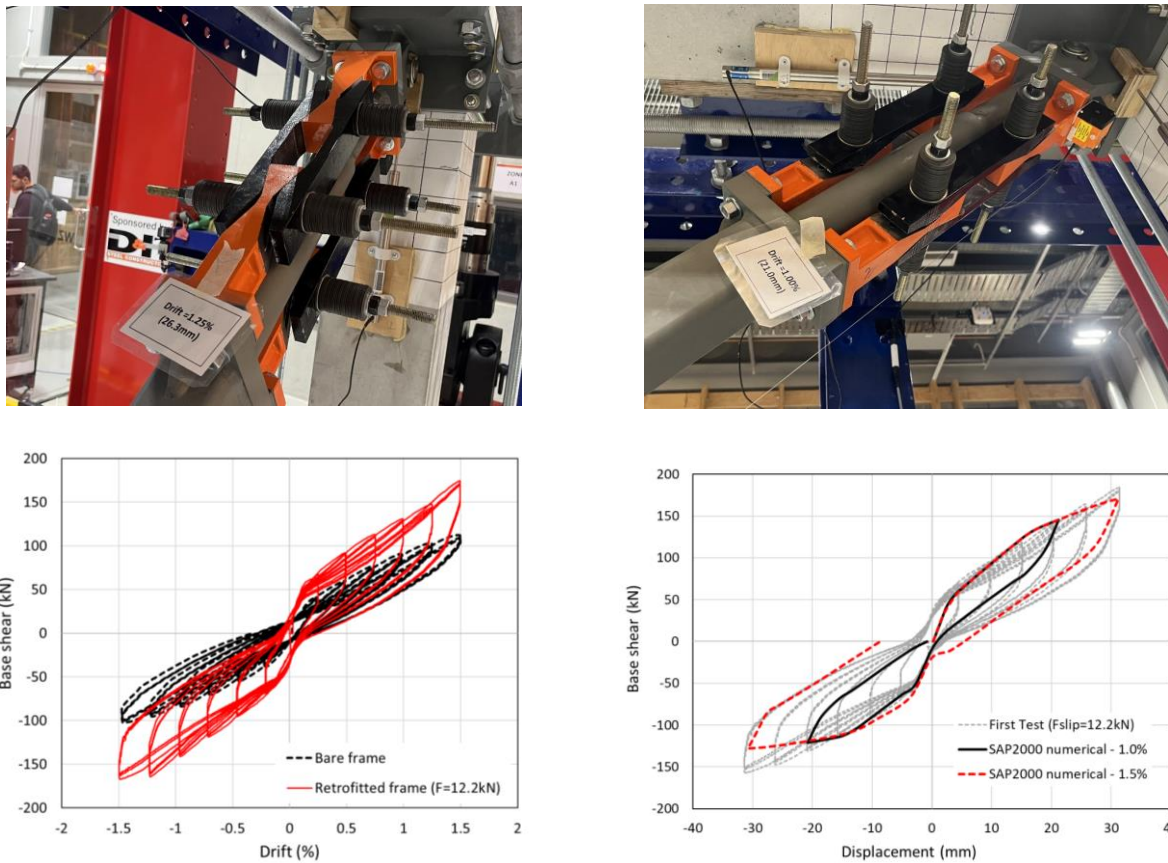 ZONE
A1
Sponsored
STEEL CONSTRUC
Drift =1.25%
(26.3mm)
Drift =1.00%
(21.0mm)
200
150
100
50
0
-50
-100
-150
-200
Base shear (kN)
Bare frame
Retrofitted frame (F=12.2kN)
-2
-1.5
-1
-0.5
0
0.5
1
1.5
2
Drift (%)
200
150
100
50
0
-50
-100
-150
-200
Base shear (kN)
First Test (Fslip=12.2kN)
SAP2000 numerical - 1.0%
SAP2000 numerical - 1.5%
-40
-30
-20
-10
0
10
20
30
Displacement (mm)